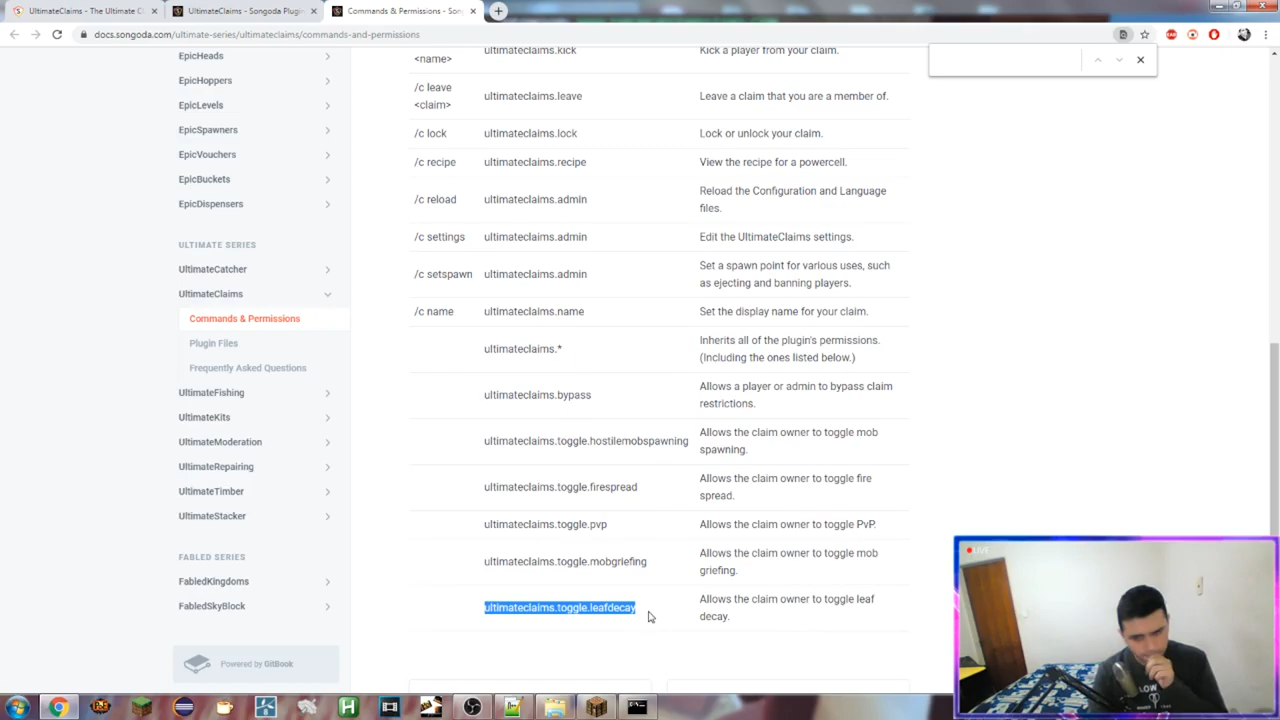 UltimateClaims - The Ultimate C
UltimateClaims - Songoda Plugin
Commands & Permissions - Son
docs.songoda.com/ultimate-series/ultimateclaims/commands-and-permissions
EpicHeads
EpicHoppers
EpicLevels
EpicSpawners
EpicVouchers
EpicBuckets
EpicDispensers
ULTIMATE SERIES
UltimateCatcher
UltimateClaims
Commands & Permissions
Plugin Files
Frequently Asked Questions
UltimateFishing
UltimateKits
UltimateModeration
UltimateRepairing
UltimateTimber
UltimateStacker
FABLED SERIES
FabledKingdoms
FabledSkyBlock
Powered by GitBook
ultimateclaims.kick
Kick a player from your claim.
<name>
/c leave
<claim>
ultimateclaims.leave
Leave a claim that you are a member of.
/c lock
ultimateclaims.lock
Lock or unlock your claim.
/c recipe
ultimateclaims.recipe
View the recipe for a powercell.
/c reload
ultimateclaims.admin
Reload the Configuration and Language
files.
/c settings
ultimateclaims.admin
Edit the UltimateClaims settings.
/c setspawn
ultimateclaims.admin
Set a spawn point for various uses, such
as ejecting and banning players.
/c name
ultimateclaims.name
Set the display name for your claim.
ultimateclaims.*
Inherits all of the plugin's permissions.
(Including the ones listed below.)
ultimateclaims.bypass
Allows a player or admin to bypass claim
restrictions.
ultimateclaims.toggle.hostilemobspawning
Allows the claim owner to toggle mob
spawning.
ultimateclaims.toggle.firespread
Allows the claim owner to toggle fire
spread.
ultimateclaims.toggle.pvp
Allows the claim owner to toggle PvP.
ultimateclaims.toggle.mobgriefing
Allows the claim owner to toggle mob
griefing.
ultimateclaims.toggle.leafdecay
Allows the claim owner to toggle leaf
decay.
LIVE